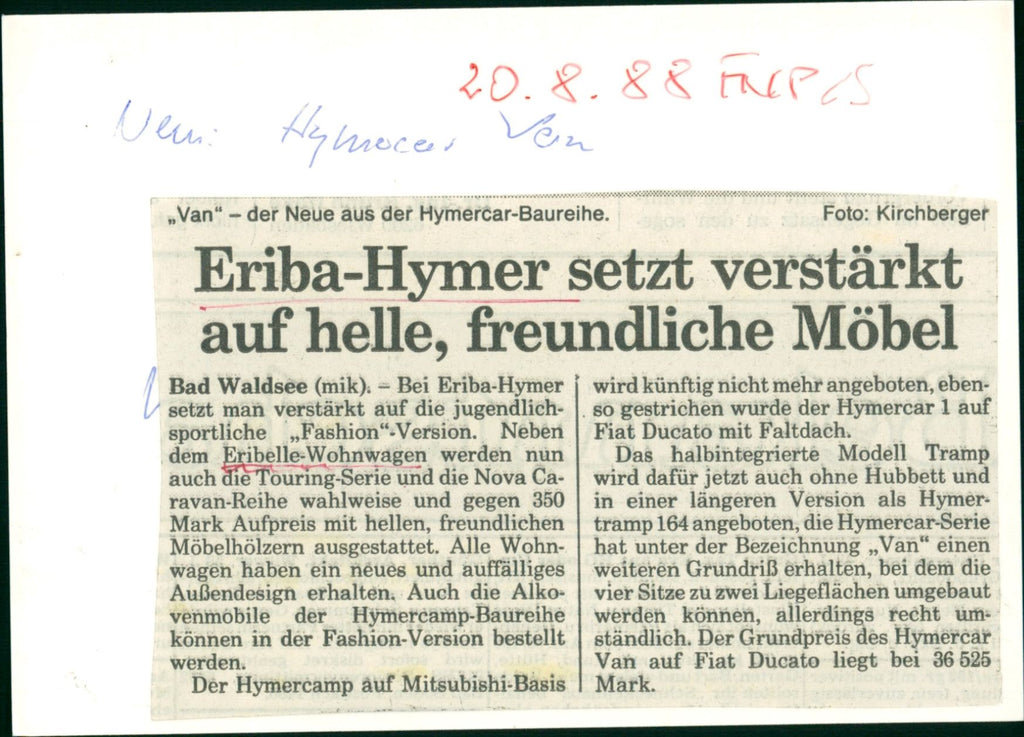 20.8.88 FNP/S
Neu: Hymercar Van
„Van“ – der Neue aus der Hymercar-Baureihe.
Foto: Kirchberger
Eriba-Hymer setzt verstärkt
auf helle, freundliche Möbel
Bad Waldsee (mik). – Bei Eriba-Hymer
setzt man verstärkt auf die jugendlich-
sportliche „Fashion“-Version. Neben
dem Eribelle-Wohnwagen werden nun
auch die Touring-Serie und die Nova Ca-
ravan-Reihe wahlweise und gegen 350
Mark Aufpreis mit hellen, freundlichen
Möbelhölzern ausgestattet. Alle Wohn-
wagen haben ein neues und auffälliges
Außendesign erhalten. Auch die Alko-
venmobile der Hymercamp-Baureihe
können in der Fashion-Version bestellt
werden.
Der Hymercamp auf Mitsubishi-Basis
wird künftig nicht mehr angeboten, eben-
so gestrichen wurde der Hymercar 1 auf
Fiat Ducato mit Faltdach.
Das halbintegrierte Modell Tramp
wird dafür jetzt auch ohne Hubbett und
in einer längeren Version als Hymer-
tramp 164 angeboten, die Hymercar-Serie
hat unter der Bezeichnung „Van“ einen
weiteren Grundriß erhalten, bei dem die
vier Sitze zu zwei Liegeflächen umgebaut
werden können, allerdings recht um-
ständlich. Der Grundpreis des Hymercar
Van auf Fiat Ducato liegt bei 36 525
Mark.